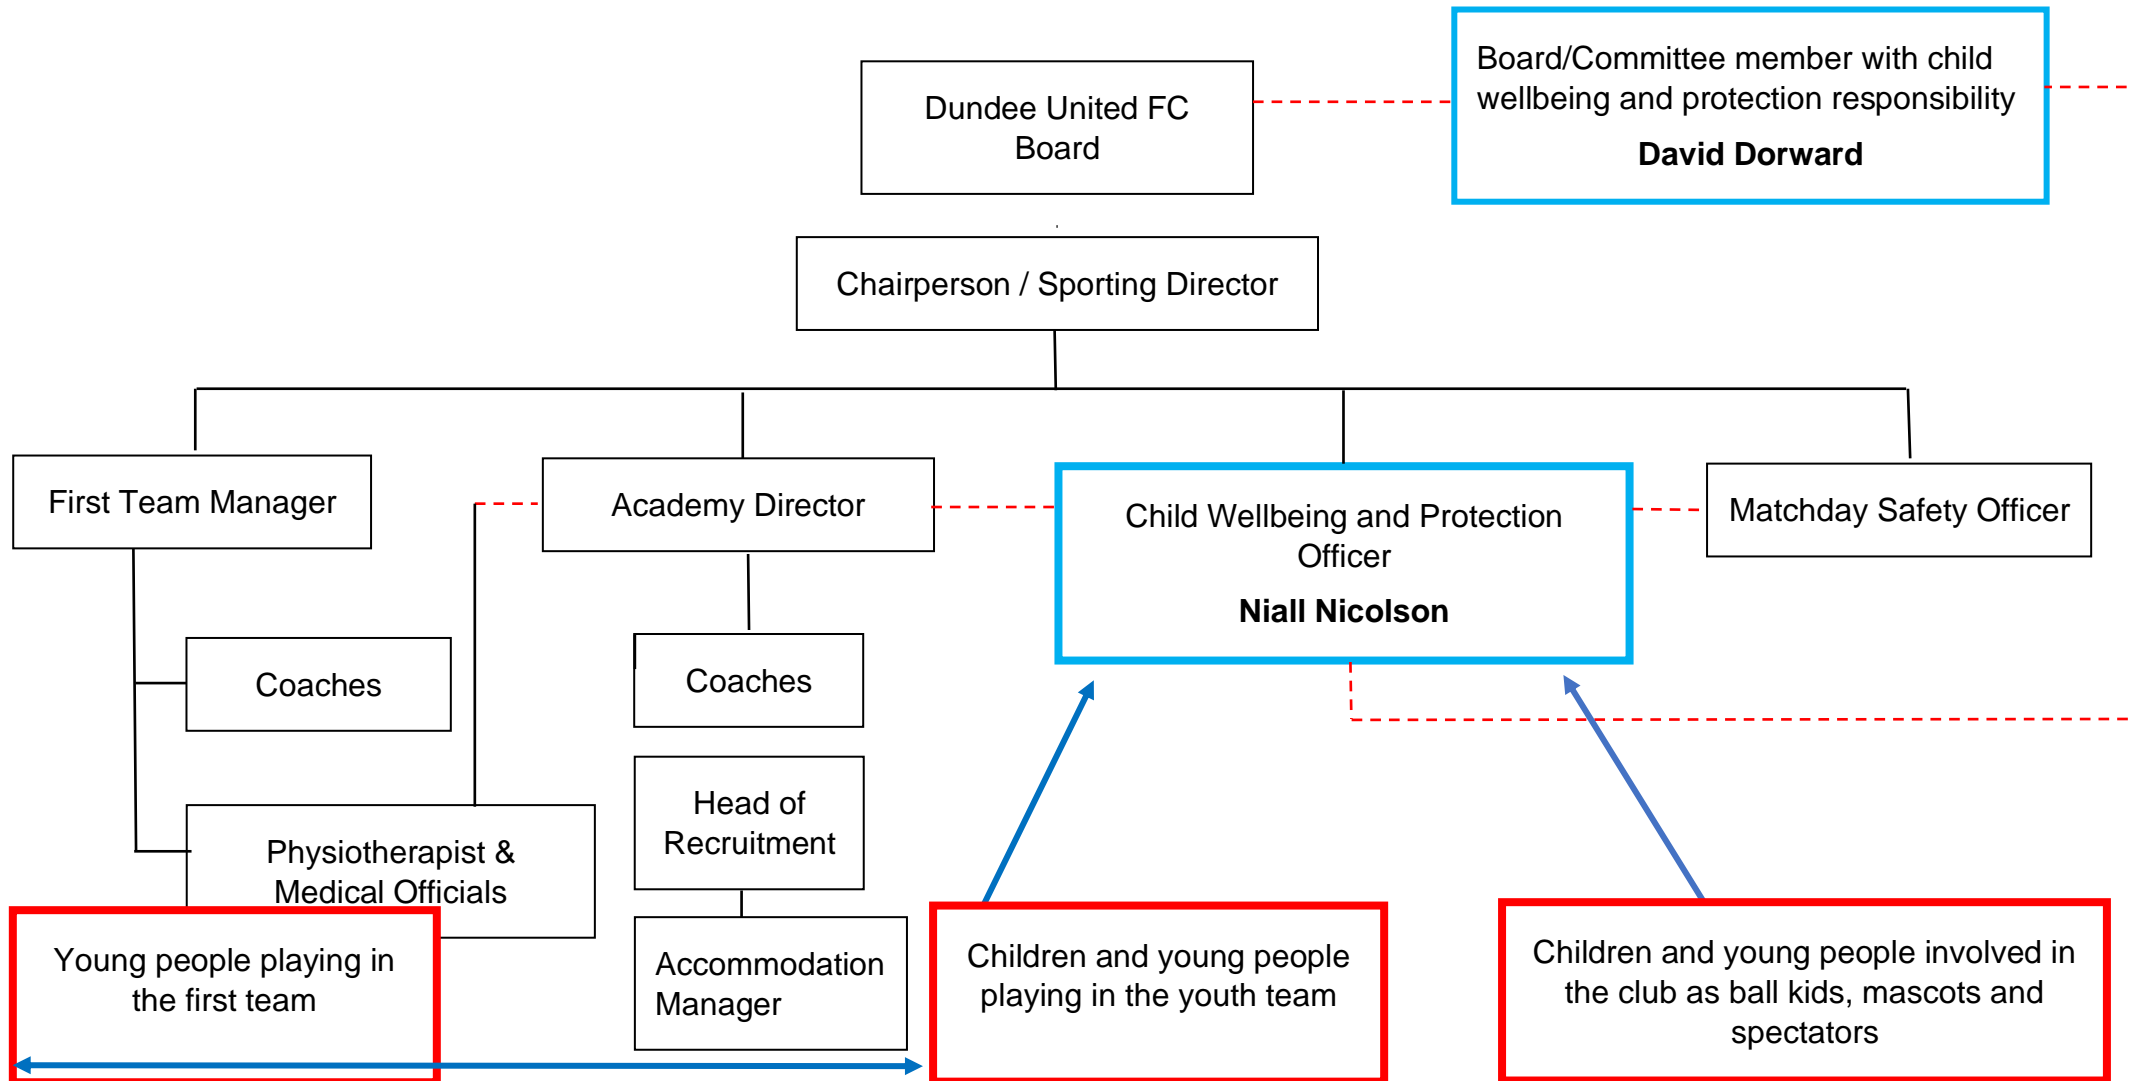 Board/Committee member with child
wellbeing and protection responsibility
David Dorward
Dundee United FC
Board
Chairperson / Sporting Director
First Team Manager
Academy Director
Child Wellbeing and Protection
Officer
Niall Nicolson
Matchday Safety Officer
Coaches
Coaches
Head of
Recruitment
Physiotherapist &
Medical Officials
Young people playing in
the first team
Accommodation
Manager
Children and young people
playing in the youth team
Children and young people involved in
the club as ball kids, mascots and
spectators